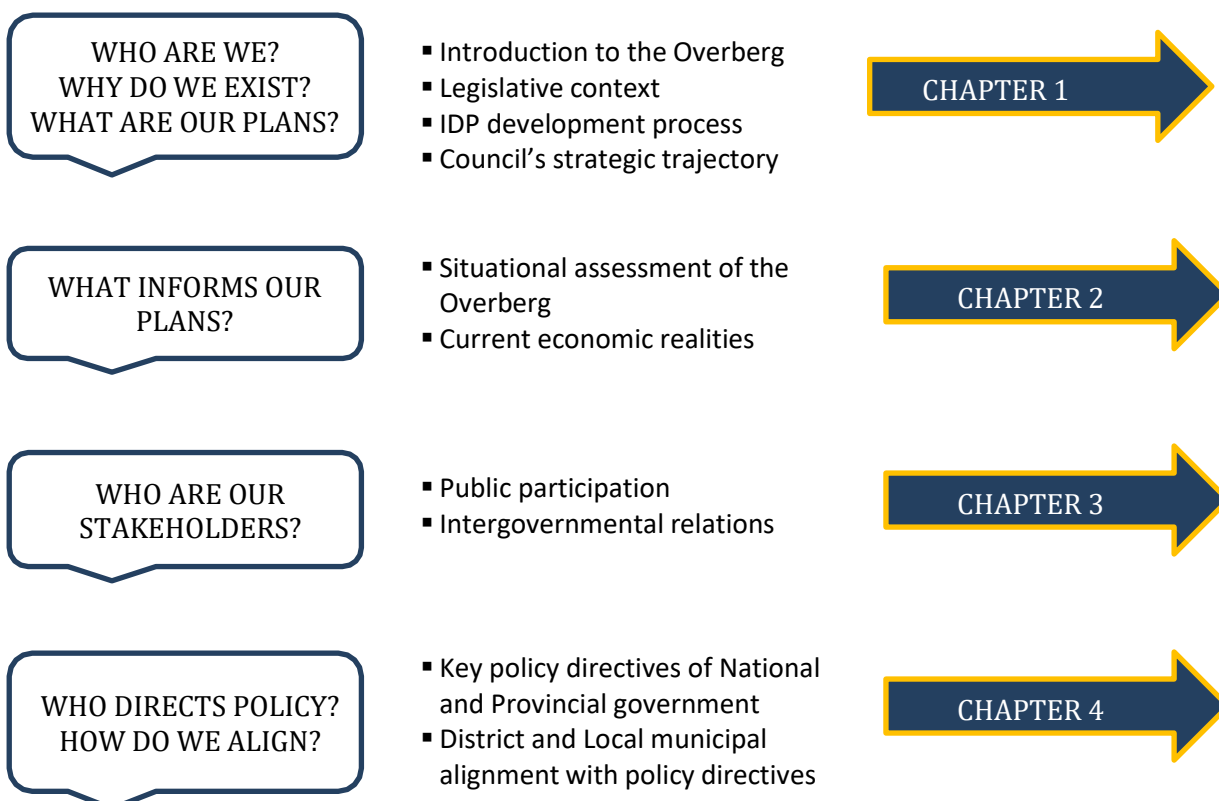 WHO ARE WE?
WHY DO WE EXIST?
WHAT ARE OUR PLANS?
▪ Introduction to the Overberg
▪ Legislative context
▪ IDP development process
▪ Council’s strategic trajectory
CHAPTER 1
WHAT INFORMS OUR
PLANS?
▪ Situational assessment of the
Overberg
▪ Current economic realities
CHAPTER 2
WHO ARE OUR
STAKEHOLDERS?
▪ Public participation
▪ Intergovernmental relations
CHAPTER 3
WHO DIRECTS POLICY?
HOW DO WE ALIGN?
▪ Key policy directives of National
and Provincial government
▪ District and Local municipal
alignment with policy directives
CHAPTER 4